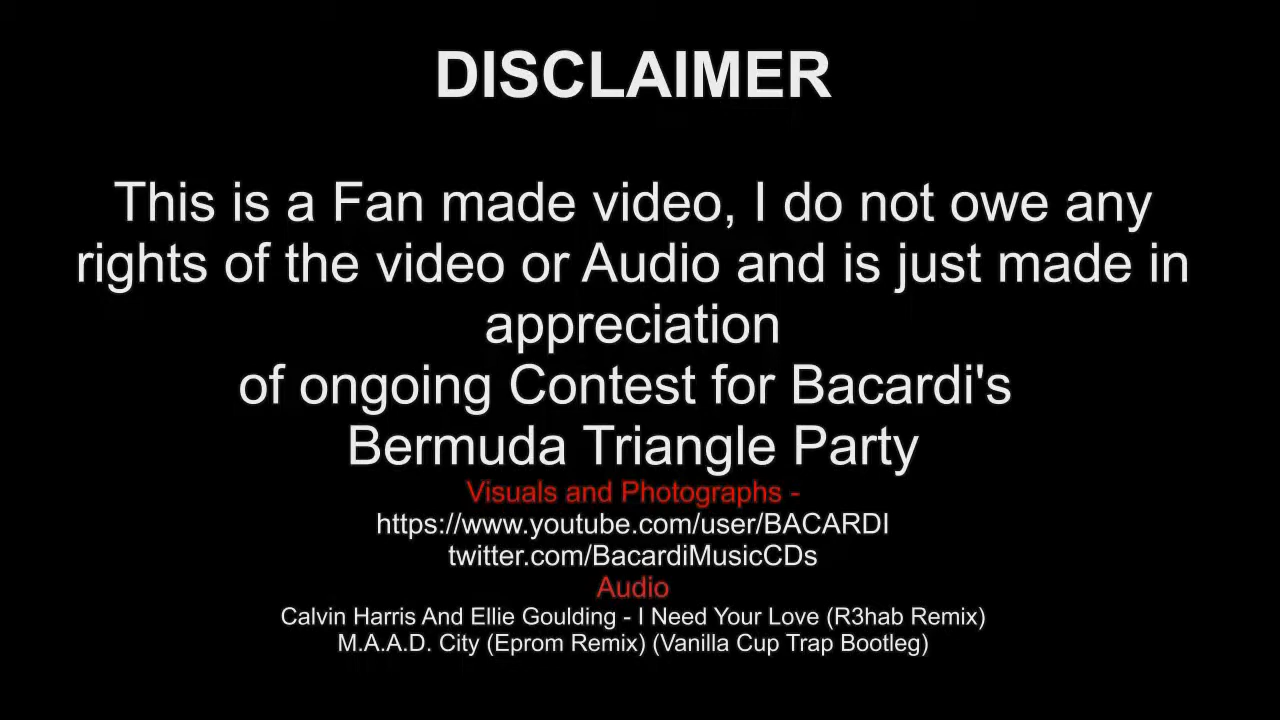 DISCLAIMER
This is a Fan made video, I do not owe any
rights of the video or Audio and is just made in
appreciation
of ongoing Contest for Bacardi's
Bermuda Triangle Party
Visuals and Photographs -
https://www.youtube.com/user/BACARDI
twitter.com/BacardiMusicCDs
Audio
Calvin Harris And Ellie Goulding - I Need Your Love (R3hab Remix)
M.A.A.D. City (Eprom Remix) (Vanilla Cup Trap Bootleg)